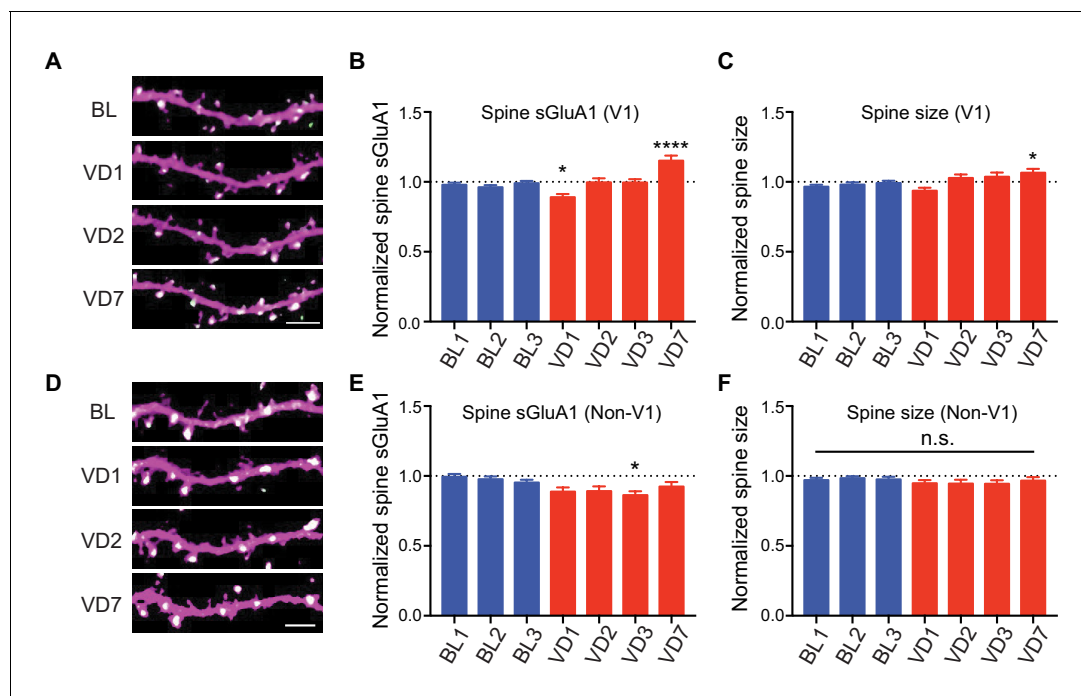 A
BL
VD1
VD2
VD7
B
Spine sGluA1 (V1)
Normalized spine sGluA1
1.5
1.0
0.5
0.0
*
****
BL1
BL2
BL3
VD1
VD2
VD3
VD7
C
Spine size (V1)
Normalized spine size
1.5
1.0
0.5
0.0
*
BL1
BL2
BL3
VD1
VD2
VD3
VD7
D
BL
VD1
VD2
VD7
E
Spine sGluA1 (Non-V1)
Normalized spine sGluA1
1.5
1.0
0.5
0.0
*
BL1
BL2
BL3
VD1
VD2
VD3
VD7
F
Spine size (Non-V1)
n.s.
Normalized spine size
1.5
1.0
0.5
0.0
BL1
BL2
BL3
VD1
VD2
VD3
VD7